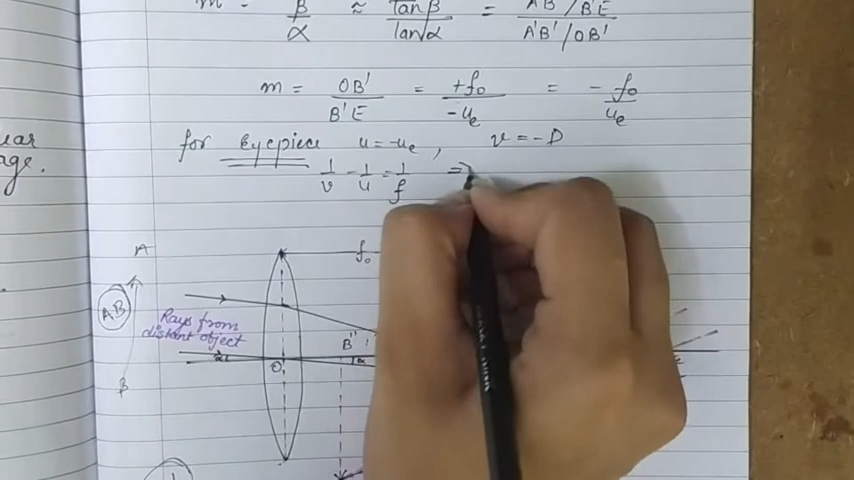 m = β/α ≈ tanβ/tanα = A'B'/B'E / A'B'/OB'
m = OB'/B'E = +fo/-ue = - fo/ue
for Eyepiece u = -ue, v = -D
1/v - 1/u = 1/f =>
A
fo
AB
Rays from
distant object
B'
α
α
O
B
age.